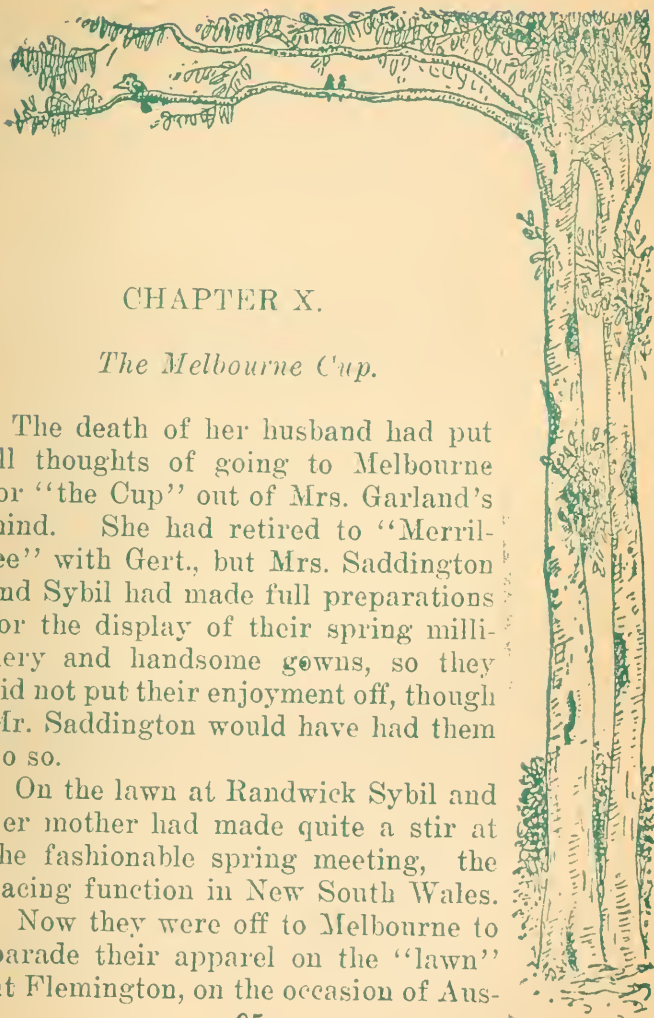 CHAPTER X.
The Melbourne Cup.
The death of her husband had put
ll thoughts of going to Melbourne
or "the Cup" out of Mrs. Garland's
nind. She had retired to "Merril-
ee" with Gert., but Mrs. Saddington
nd Sybil had made full preparations
or the display of their spring milli-
ery and handsome gowns, so they
id not put their enjoyment off, though
Mr. Saddington would have had them
o so.
On the lawn at Randwick Sybil and
er mother had made quite a stir at
he fashionable spring meeting, the
acing function in New South Wales.
Now they were off to Melbourne to
parade their apparel on the "lawn"
t Flemington, on the occasion of Aus-